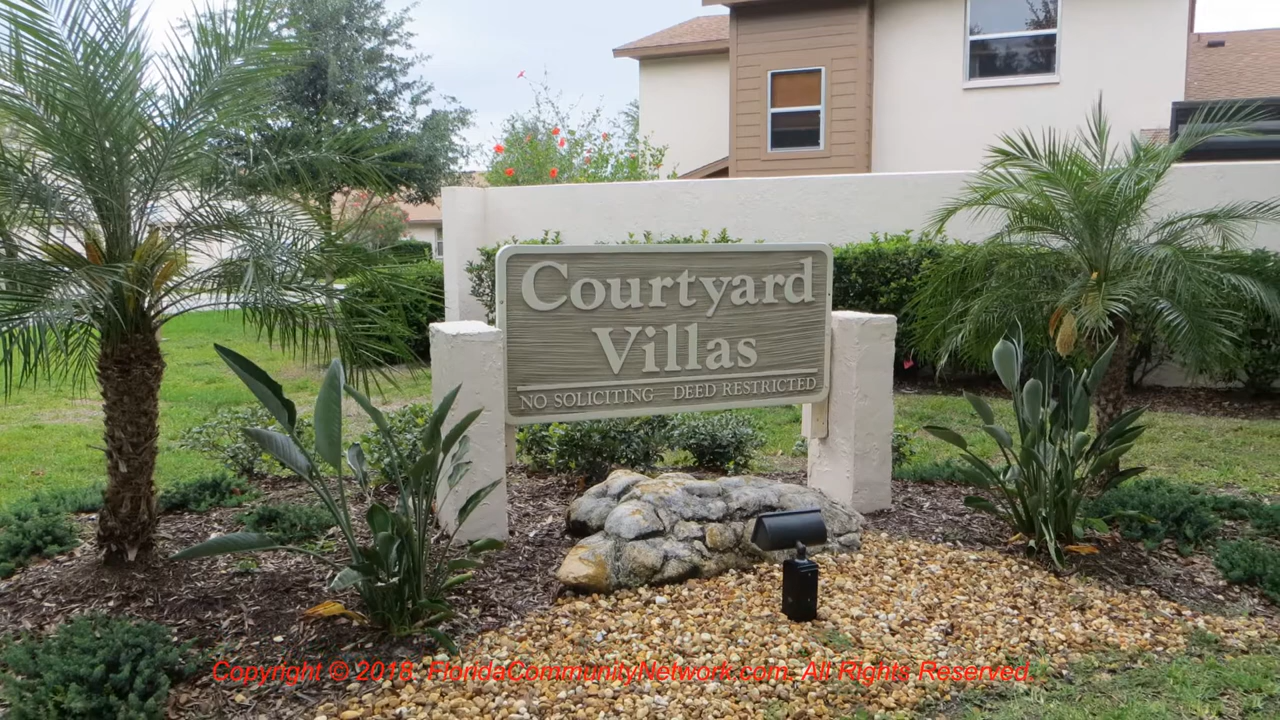 Courtyard
Villas
NO SOLICITING DEED RESTRICTED
Copyright © 2018. FloridaCommunityNetwork.com. All Rights Reserved.